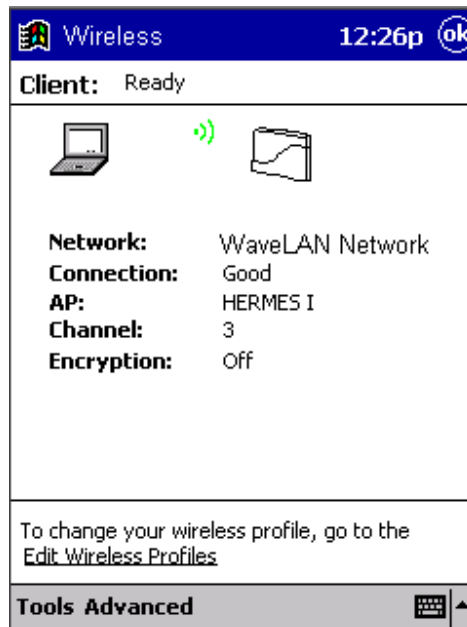 Wireless 12:26p ok
Client: Ready
Network: WaveLAN Network
Connection: Good
AP: HERMES I
Channel: 3
Encryption: Off
To change your wireless profile, go to the
Edit Wireless Profiles
Tools Advanced